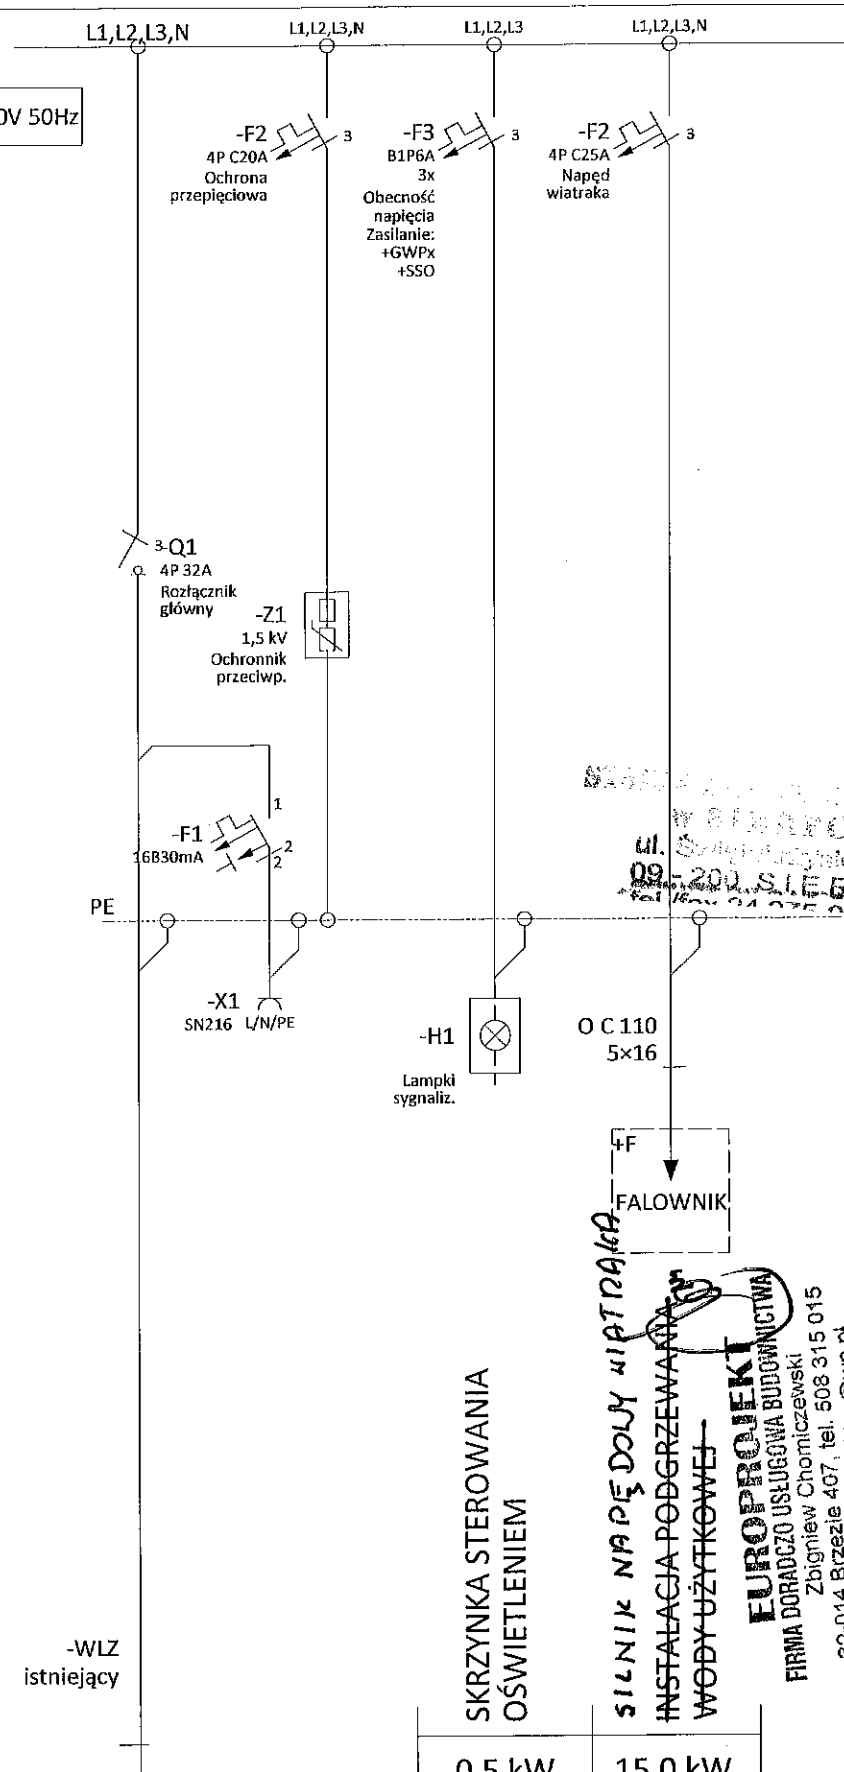 L1,L2,L3,N
L1,L2,L3,N
L1,L2,L3
L1,L2,L3,N
0V 50Hz
-F2
4P C20A
Ochrona
przepięciowa
3
-F3
B1P6A
3x
Obecność
napięcia
Zasilanie:
+GWPx
+SSO
3
-F2
4P C25A
Napęd
wiatraka
3
3
-Q1
4P 32A
Rozłącznik
główny
-Z1
1,5 kV
Ochronnik
przeciwp.
-F1
16B30mA
1
2
2
ul.
09-200 SIE
PE
-X1
SN216 L/N/PE
-H1
Lampki
sygnaliz.
O C 110
5×16
+F
FALOWNIK
SKRZYNKA STEROWANIA
OŚWIETLENIEM
SILNIK NAPĘDOWY WIATRAKA
INSTALACJA PODGRZEWANIA
WODY UŻYTKOWEJ
EUROPROJEKT
FIRMA DORADCZO USŁUGOWA BUDOWNICTWA
Zbigniew Chomiczewski
Brzezie 407, tel. 508 315 015
-WLZ
istniejący
0,5 kW
15,0 kW